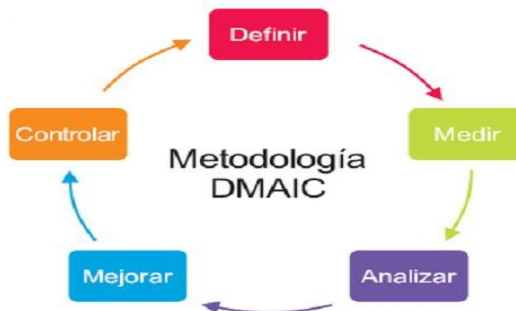 Definir
Medir
Analizar
Mejorar
Controlar
Metodología
DMAIC